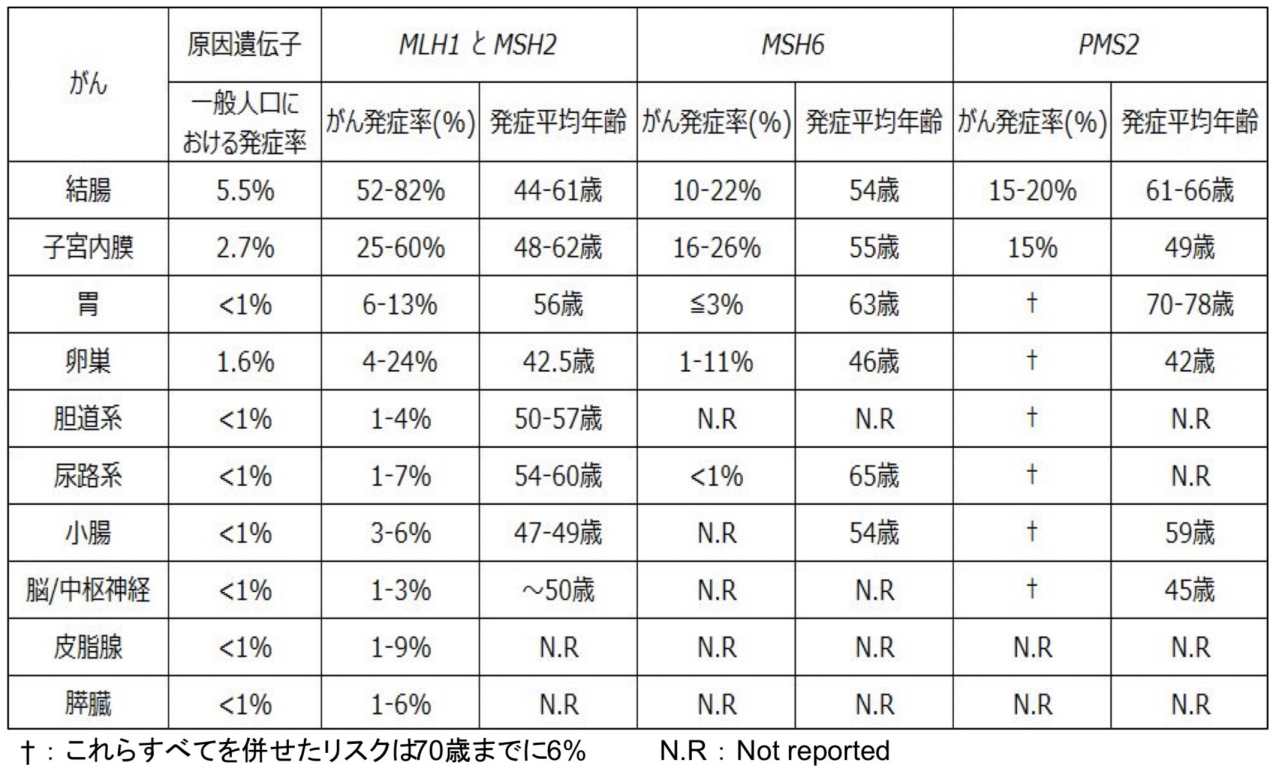 がん 原因遺伝子 MLH1 と MSH2 MSH6 PMS2
一般人口に
おける発症率 がん発症率(%) 発症平均年齢 がん発症率(%) 発症平均年齢 がん発症率(%) 発症平均年齢
結腸 5.5% 52-82% 44-61歳 10-22% 54歳 15-20% 61-66歳
子宮内膜 2.7% 25-60% 48-62歳 16-26% 55歳 15% 49歳
胃 <1% 6-13% 56歳 ≦3% 63歳 † 70-78歳
卵巣 1.6% 4-24% 42.5歳 1-11% 46歳 † 42歳
胆道系 <1% 1-4% 50-57歳 N.R N.R † N.R
尿路系 <1% 1-7% 54-60歳 <1% 65歳 † N.R
小腸 <1% 3-6% 47-49歳 N.R 54歳 † 59歳
脳/中枢神経 <1% 1-3% ～50歳 N.R N.R † 45歳
皮脂腺 <1% 1-9% N.R N.R N.R N.R N.R
膵臓 <1% 1-6% N.R N.R N.R N.R N.R
†：これらすべてを併せたリスクは70歳までに6% N.R：Not reported